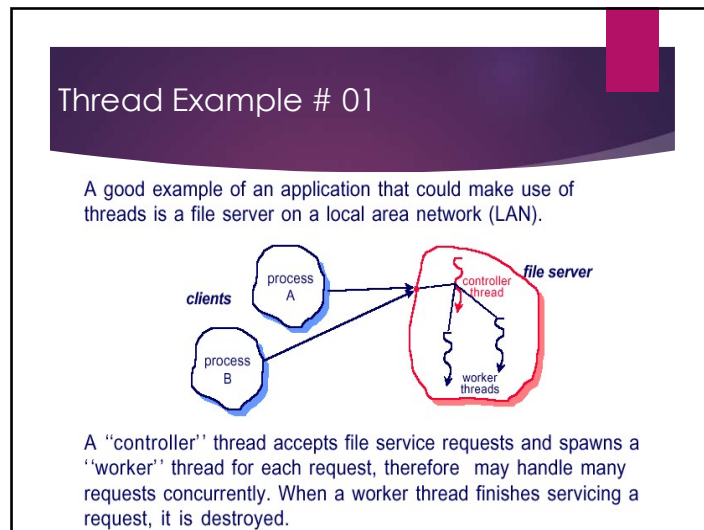 Thread Example # 01
A good example of an application that could make use of
threads is a file server on a local area network (LAN).
clients
process
A
process
B
controller
thread
file server
worker
threads
A ‘‘controller’’ thread accepts file service requests and spawns a
‘‘worker’’ thread for each request, therefore may handle many
requests concurrently. When a worker thread finishes servicing a
request, it is destroyed.